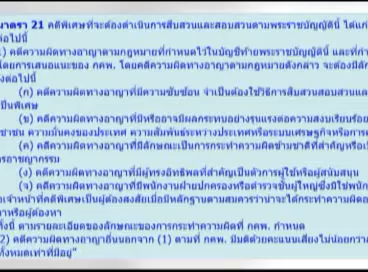 มาตรา 21 คดีพิเศษที่จะต้องดำเนินการสืบสวนและสอบสวนตามพระราชบัญญัตินี้ ได้แก่
ต่อไปนี้
1) คดีความผิดทางอาญาตามกฎหมายที่กำหนดไว้ในบัญชีท้ายพระราชบัญญัตินี้ และที่
โดยการเสนอแนะของ กคพ. โดยคดีความผิดทางอาญาตามกฎหมายดังกล่าว จะต้องมี
ังต่อไปนี้
(ก) คดีความผิดทางอาญาที่มีความซับซ้อน จำเป็นต้องใช้วิธีการสืบสวนสอบสวนและ
เป็นพิเศษ
(ข) คดีความผิดทางอาญาที่มีหรืออาจมีผลกระทบอย่างรุนแรงต่อความสงบเรียบร้อย
ชาชน ความมั่นคงของประเทศ ความสัมพันธ์ระหว่างประเทศหรือระบบเศรษฐกิจหรือการ
(ค) คดีความผิดทางอาญาที่มีลักษณะเป็นการกระทำความผิดข้ามชาติที่สำคัญหรือ
ารอาชญากรรม
(ง) คดีความผิดทางอาญาที่มีผู้ทรงอิทธิพลที่สำคัญเป็นตัวการ ผู้ใช้หรือผู้สนับสนุน
(จ) คดีความผิดทางอาญาที่มีพนักงานฝ่ายปกครองหรือตำรวจชั้นผู้ใหญ่ซึ่งมิใช่พนัก
เจ้าหน้าที่คดีพิเศษเป็นผู้ต้องสงสัยเมื่อมีหลักฐานตามสมควรว่าน่าจะได้กระทำความผิด
าหรือผู้ต้องหา
ทั้งนี้ ตามรายละเอียดของลักษณะของการกระทำความผิดที่ กคพ. กำหนด
(2) คดีความผิดทางอาญาอื่นนอกจาก (1) ตามที่ กคพ. มีมติด้วยคะแนนเสียงไม่น้อยกว่า
ทั้งหมดเท่าที่มีอยู่"